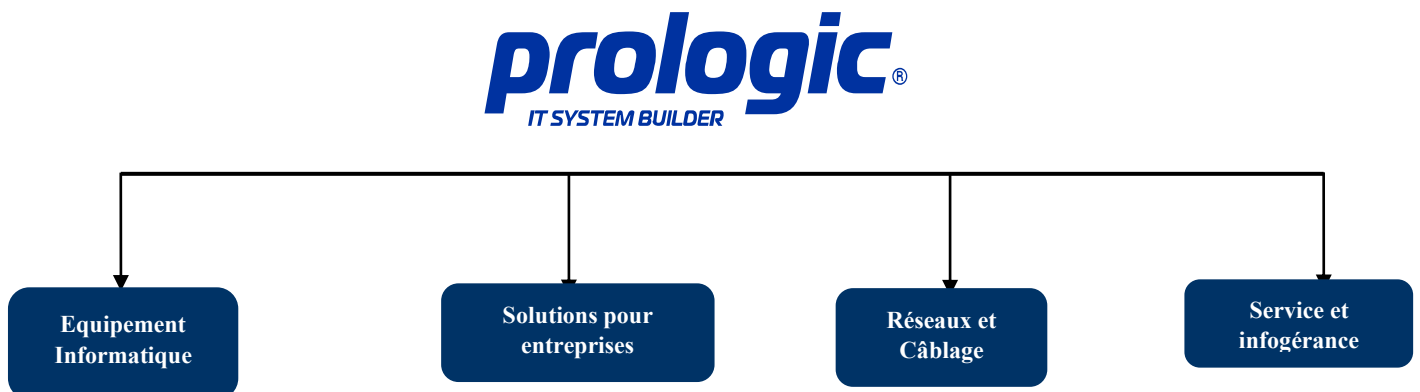 prologic®
IT SYSTEM BUILDER
Equipement
Informatique
Solutions pour
entreprises
Réseaux et
Câblage
Service et
infogérance